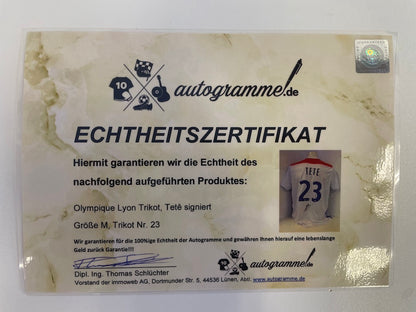 10
autogramme.de
ECHTHEITSZERTIFIKAT
Hiermit garantieren wir die Echtheit des
nachfolgend aufgeführten Produktes:
Olympique Lyon Trikot, Tetê signiert
Größe M, Trikot Nr. 23
TETE
23
Wir garantieren für die 100%ige Echtheit der Autogramme und gewähren Ihnen hierauf eine lebenslange
Geld zurück Garantie!!!
autogramme.de
Dipl. Ing. Thomas Schlüchter
Vorstand der immoweb AG, Dortmunder Str. 5, 44536 Lünen, Abtl. www.autogramme.de